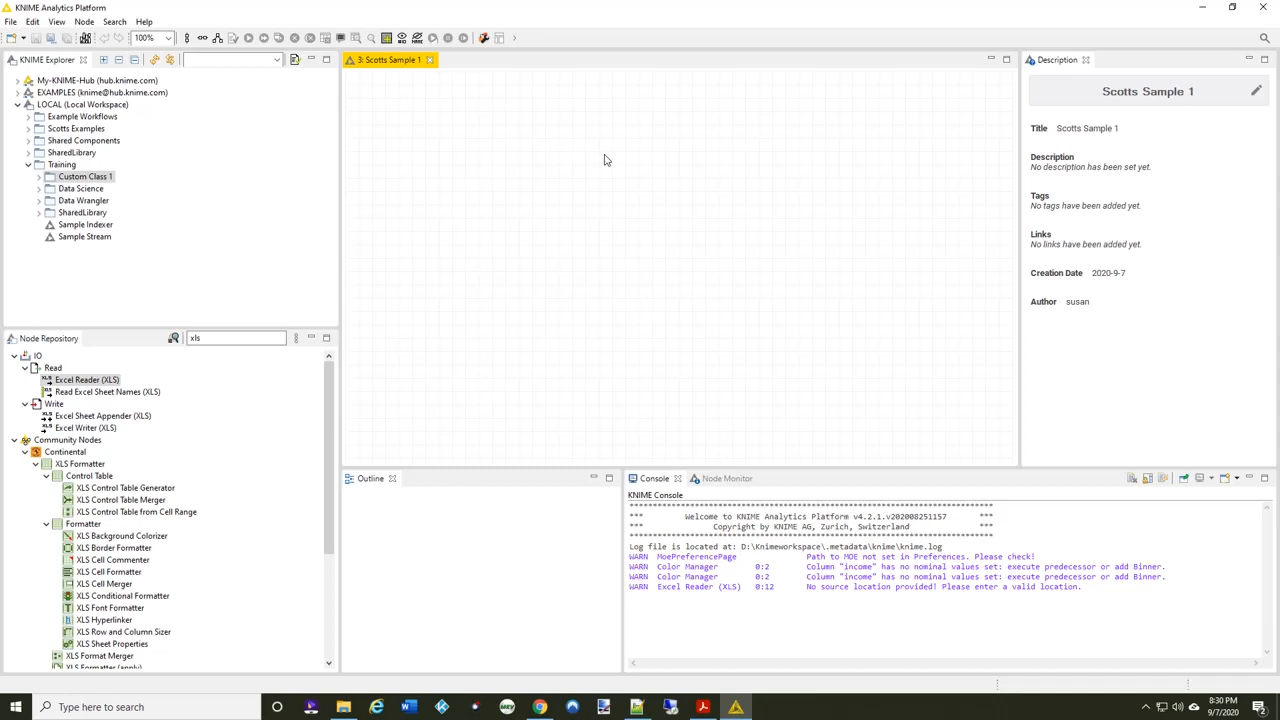 KNIME Analytics Platform
File Edit View Node Search Help
100%
KNIME Explorer
My-KNIME-Hub (hub.knime.com)
EXAMPLES (knime@hub.knime.com)
LOCAL (Local Workspace)
Example Workflows
Scotts Examples
Shared Components
SharedLibrary
Training
Custom Class 1
Data Science
Data Wrangler
SharedLibrary
Sample Indexer
Sample Stream
3: Scotts Sample 1
Description
Scotts Sample 1
Title Scotts Sample 1
Description
No description has been set yet.
Tags
No tags have been added yet.
Links
No links have been added yet.
Creation Date 2020-9-7
Author susan
Node Repository
xls
IO
Read
Excel Reader (XLS)
Read Excel Sheet Names (XLS)
Write
Excel Sheet Appender (XLS)
Excel Writer (XLS)
Community Nodes
Continental
XLS Formatter
Control Table
XLS Control Table Generator
XLS Control Table Merger
XLS Control Table from Cell Range
Formatter
XLS Background Colorizer
XLS Border Formatter
XLS Cell Commenter
XLS Cell Formatter
XLS Cell Merger
XLS Conditional Formatter
XLS Font Formatter
XLS Hyperlinker
XLS Row and Column Sizer
XLS Sheet Properties
XLS Format Merger
XLS Formatter (apply)
Outline
Console Node Monitor
KNIME Console
********************************************************************
*** Welcome to KNIME Analytics Platform v4.2.1.v202008251157 ***
*** Copyright by KNIME AG, Zurich, Switzerland ***
********************************************************************
Log file is located at: D:\Knimeworkspace\.metadata\knime\knime.log
WARN MoePreferencePage Path to MOE not set in Preferences. Please check!
WARN Color Manager 0:2 Column "income" has no nominal values set: execute predecessor or add Binner.
WARN Color Manager 0:2 Column "income" has no nominal values set: execute predecessor or add Binner.
WARN Excel Reader (XLS) 0:12 No source location provided! Please enter a valid location.
Type here to search
8:30 PM
9/7/2020